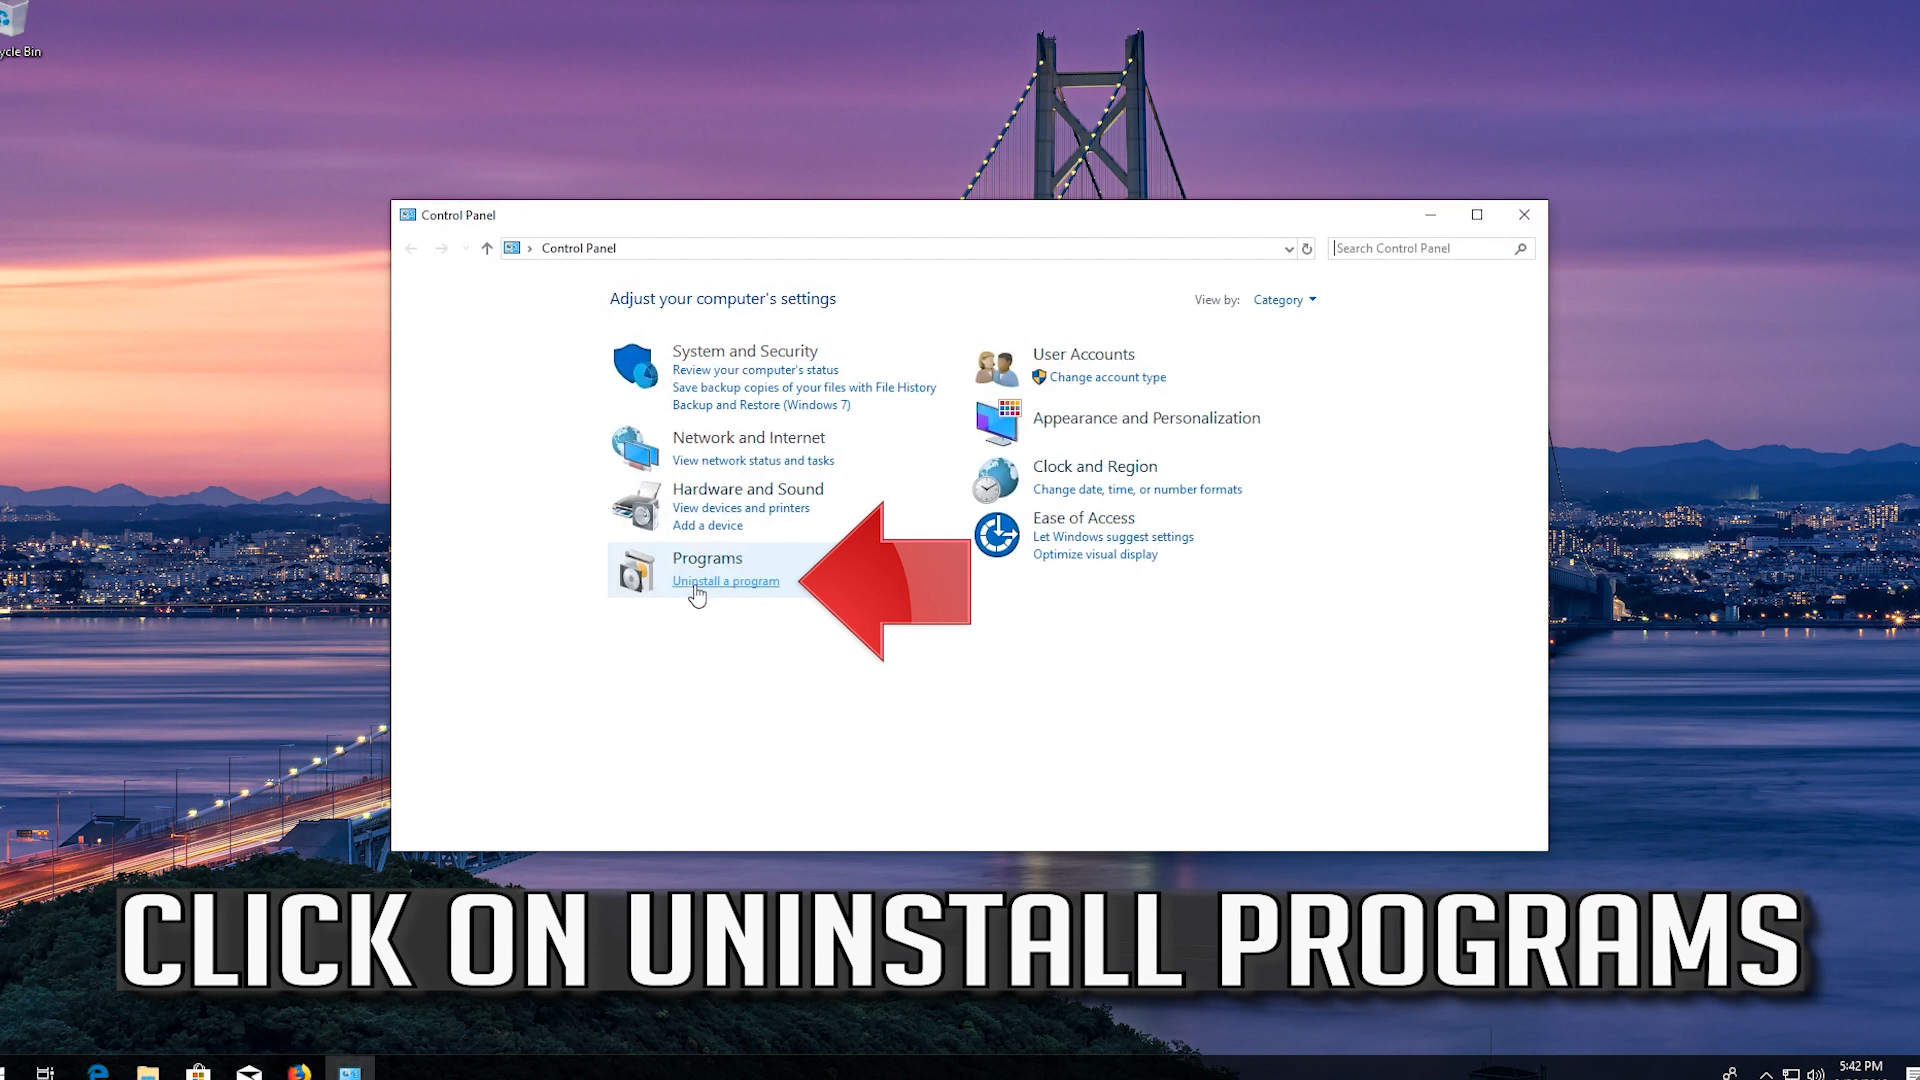 ycle Bin
Control Panel
Control Panel
Search Control Panel
Adjust your computer's settings
View by: Category
System and Security
Review your computer's status
Save backup copies of your files with File History
Backup and Restore (Windows 7)
Network and Internet
View network status and tasks
Hardware and Sound
View devices and printers
Add a device
Programs
Uninstall a program
User Accounts
Change account type
Appearance and Personalization
Clock and Region
Change date, time, or number formats
Ease of Access
Let Windows suggest settings
Optimize visual display
CLICK ON UNINSTALL PROGRAMS
5:42 PM